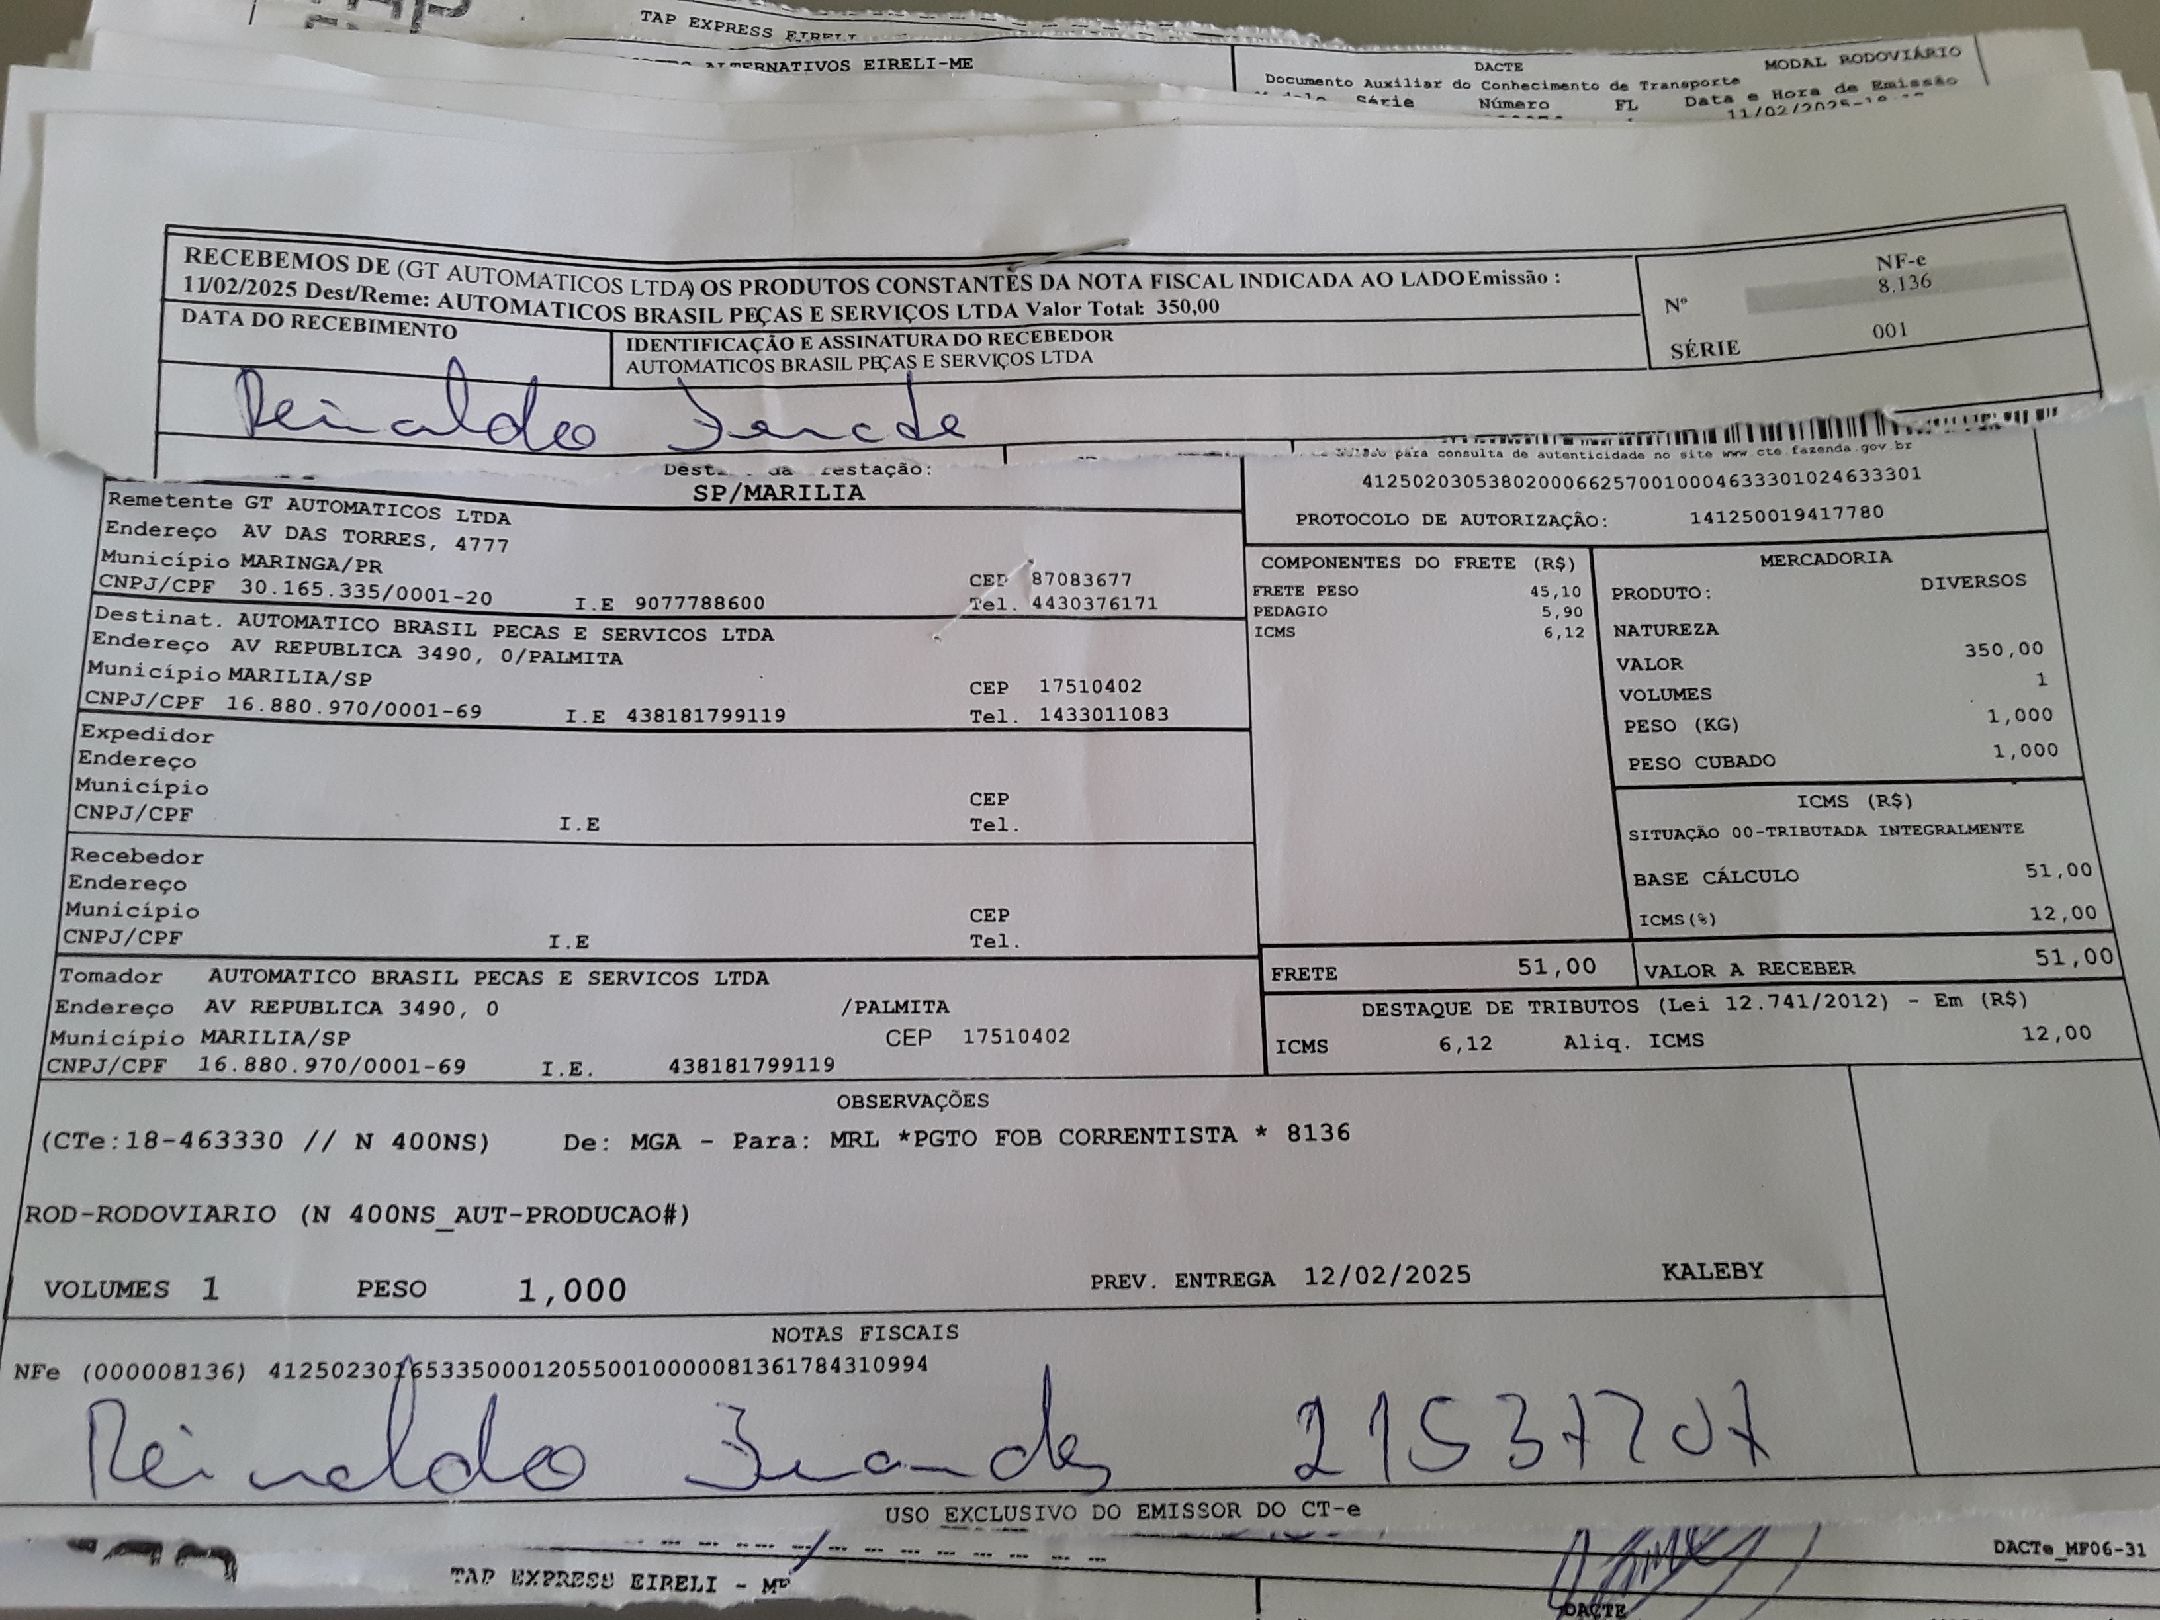 TAP EXPRESS EIRELI
ALTERNATIVOS EIRELI-ME
DACTE
MODAL RODOVIÁRIO
Documento Auxiliar do Conhecimento de Transporte
Modelo Série Número FL Data e Hora de Emissão
11/02/2025
RECEBEMOS DE (GT AUTOMATICOS LTDA) OS PRODUTOS CONSTANTES DA NOTA FISCAL INDICADA AO LADO Emissão :
11/02/2025 Dest/Reme: AUTOMATICOS BRASIL PEÇAS E SERVIÇOS LTDA Valor Total: 350,00
NF-e
Nº 8.136
SÉRIE 001
DATA DO RECEBIMENTO
IDENTIFICAÇÃO E ASSINATURA DO RECEBEDOR
AUTOMATICOS BRASIL PEÇAS E SERVIÇOS LTDA
Reinaldo
para consulta de autenticidade no site www.cte.fazenda.gov.br
SP/MARILIA
41250203053802000662570010004633301024633301
PROTOCOLO DE AUTORIZAÇÃO: 141250019417780
Remetente GT AUTOMATICOS LTDA
Endereço AV DAS TORRES, 4777
Município MARINGA/PR CEP 87083677
CNPJ/CPF 30.165.335/0001-20 I.E 9077788600 Tel. 4430376171
Destinat. AUTOMATICO BRASIL PECAS E SERVICOS LTDA
Endereço AV REPUBLICA 3490, 0/PALMITA
Município MARILIA/SP CEP 17510402
CNPJ/CPF 16.880.970/0001-69 I.E 438181799119 Tel. 1433011083
Expedidor
Endereço
Município CEP
CNPJ/CPF I.E Tel.
Recebedor
Endereço
Município CEP
CNPJ/CPF I.E Tel.
Tomador AUTOMATICO BRASIL PECAS E SERVICOS LTDA
Endereço AV REPUBLICA 3490, 0 /PALMITA
Município MARILIA/SP CEP 17510402
CNPJ/CPF 16.880.970/0001-69 I.E. 438181799119
COMPONENTES DO FRETE (R$)
FRETE PESO 45,10
PEDAGIO 5,90
ICMS 6,12
MERCADORIA
PRODUTO: DIVERSOS
NATUREZA
VALOR 350,00
VOLUMES 1
PESO (KG) 1,000
PESO CUBADO 1,000
ICMS (R$)
SITUAÇÃO 00-TRIBUTADA INTEGRALMENTE
BASE CÁLCULO 51,00
ICMS(%) 12,00
FRETE 51,00 VALOR A RECEBER 51,00
DESTAQUE DE TRIBUTOS (Lei 12.741/2012) - Em (R$)
ICMS 6,12 Aliq. ICMS 12,00
OBSERVAÇÕES
(CTe:18-463330 // N 400NS) De: MGA - Para: MRL *PGTO FOB CORRENTISTA * 8136
ROD-RODOVIARIO (N 400NS_AUT-PRODUCAO#)
VOLUMES 1 PESO 1,000 PREV. ENTREGA 12/02/2025 KALEBY
NOTAS FISCAIS
NFe (000008136) 41250230165335000120550010000081361784310994
Reinaldo 21537707
USO EXCLUSIVO DO EMISSOR DO CT-e
DACTe_MF06-31
TAP EXPRESS EIRELI - ME
DACTE